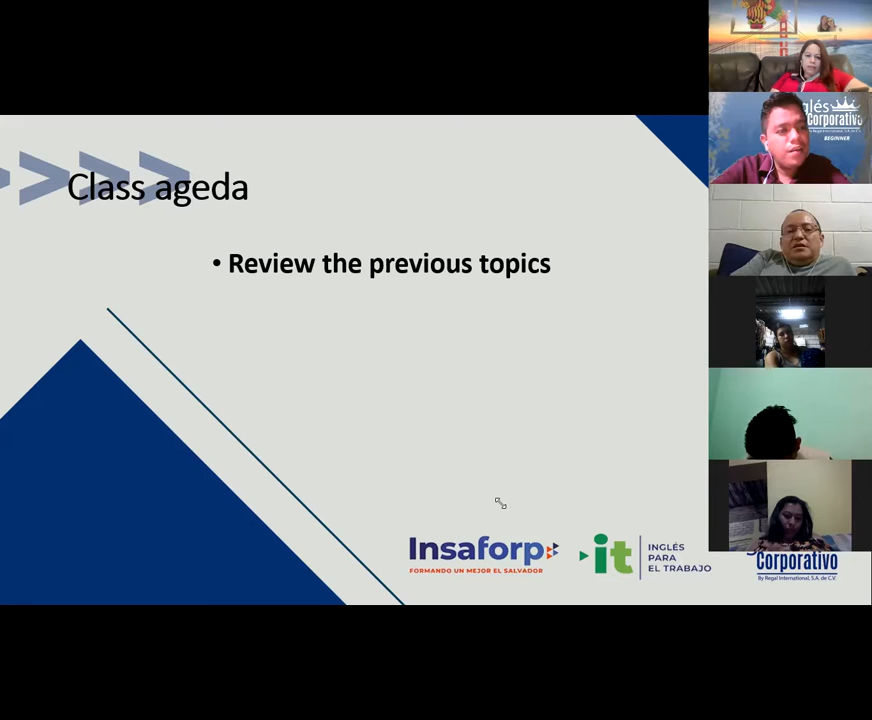 Class ageda
• Review the previous topics
Insaforp
FORMANDO UN MEJOR EL SALVADOR
it
INGLÉS
PARA
EL TRABAJO
Corporativo
By Regal International, S.A. de C.V.
glés
Corporativo
BEGINNER